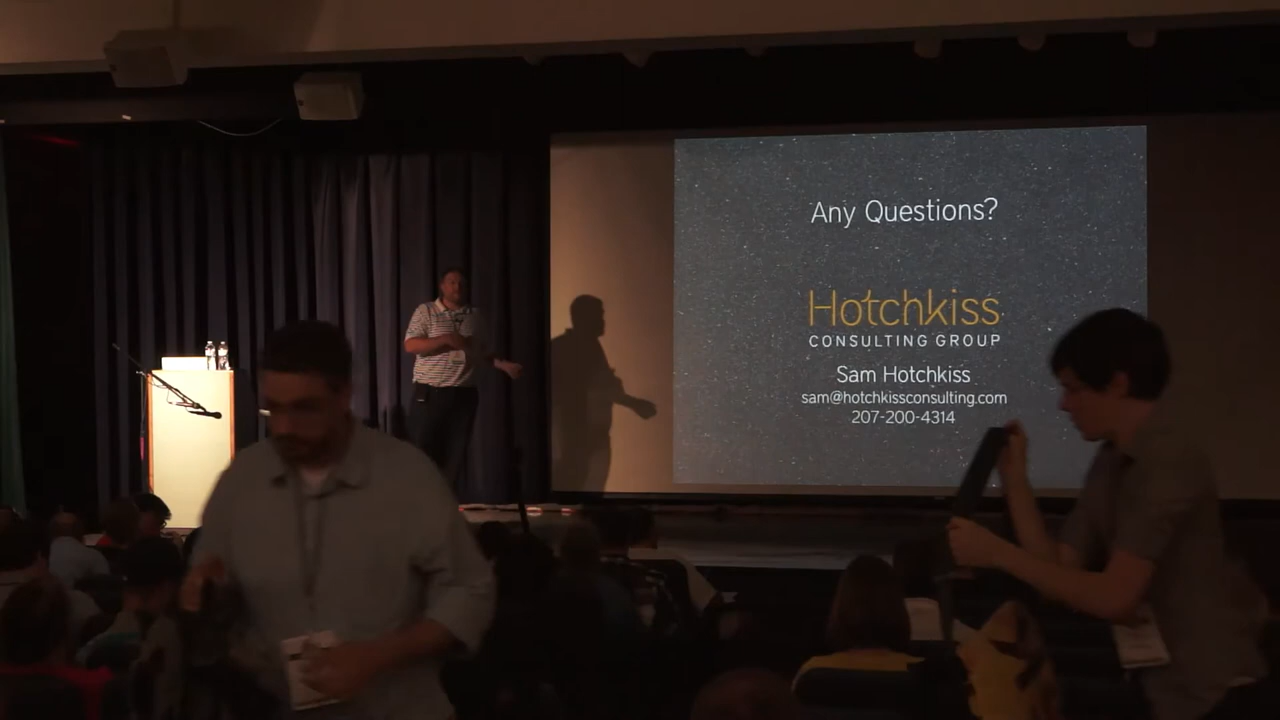 Any Questions?
Hotchkiss
CONSULTING GROUP
Sam Hotchkiss
sam@hotchkissconsulting.com
207-200-4314